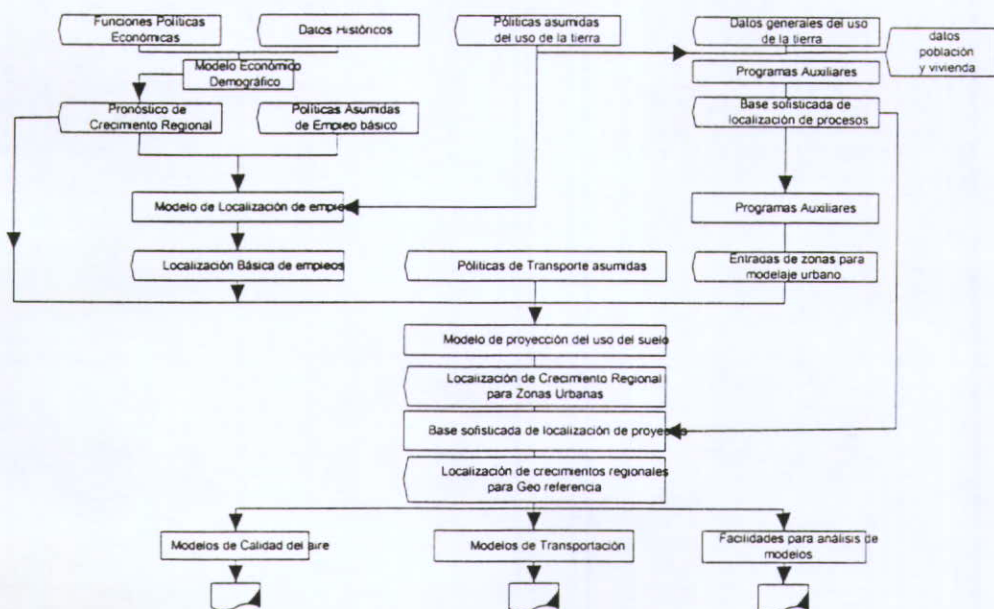 Funciones Políticas
Económicas
Datos Históricos
Póliticas asumidas
del uso de la tierra
Datos generales del uso
de la tierra
datos
población
y vivienda
Modelo Económico
Demográfico
Programas Auxiliares
Pronóstico de
Crecimiento Regional
Políticas Asumidas
de Empleo básico
Base sofisticada de
localización de procesos
Modelo de Localización de emple
Programas Auxiliares
Localización Básica de empleos
Póliticas de Transporte asumidas
Entradas de zonas para
modelaje urbano
Modelo de proyección del uso del suelo
Localización de Crecimiento Regional
para Zonas Urbanas
Base sofisticada de localización de
Localización de crecimientos regionales
para Geo referencia
Modelos de Calidad del aire
Modelos de Transportación
Facilidades para análisis de
modelos